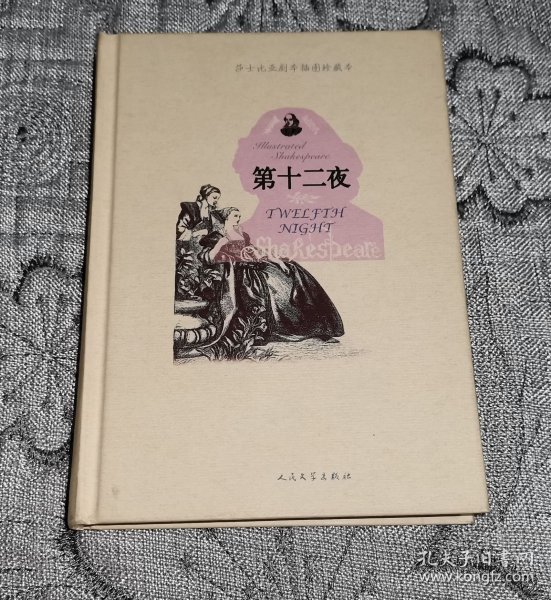 莎士比亚剧本插图珍藏本
Illustrated
Shakespeare
第十二夜
TWELFTH
NIGHT
Shakespeare
人民文学出版社
孔夫子旧书网
www.kongfz.com